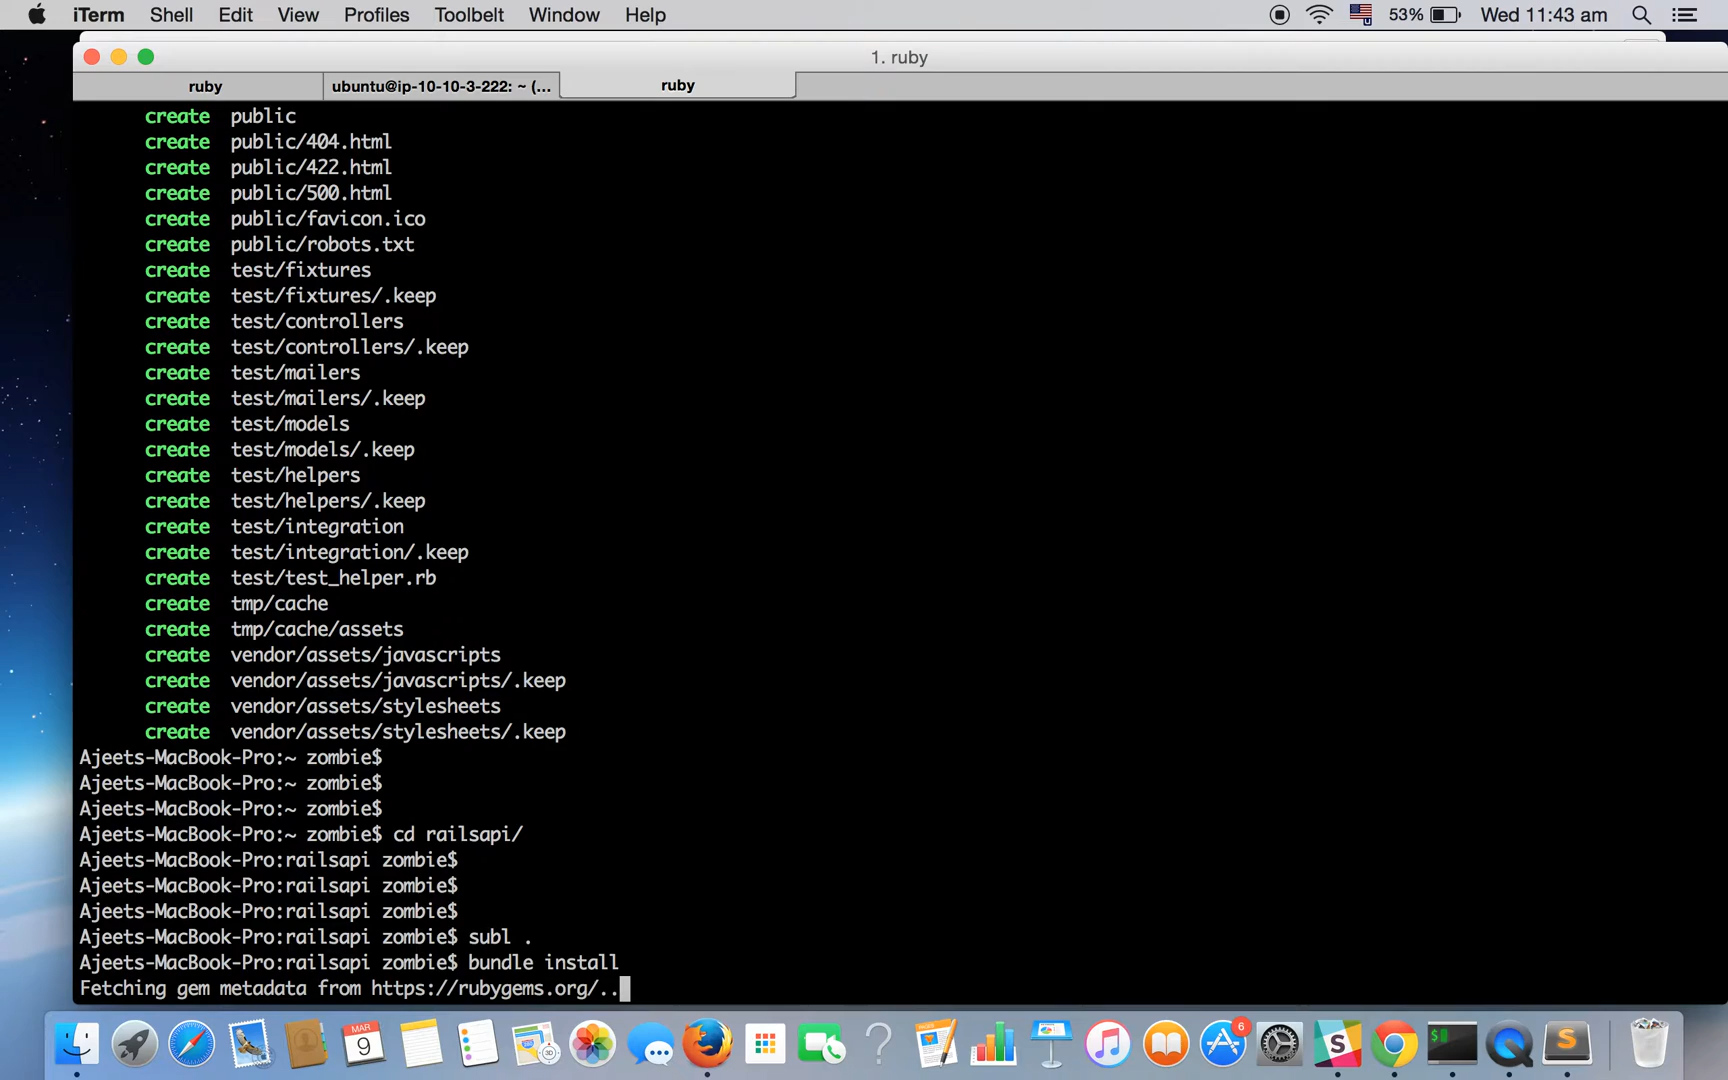 iTerm Shell Edit View Profiles Toolbelt Window Help 53% Wed 11:43 am
1. ruby
ruby ubuntu@ip-10-10-3-222: ~ (... ruby
create public
create public/404.html
create public/422.html
create public/500.html
create public/favicon.ico
create public/robots.txt
create test/fixtures
create test/fixtures/.keep
create test/controllers
create test/controllers/.keep
create test/mailers
create test/mailers/.keep
create test/models
create test/models/.keep
create test/helpers
create test/helpers/.keep
create test/integration
create test/integration/.keep
create test/test_helper.rb
create tmp/cache
create tmp/cache/assets
create vendor/assets/javascripts
create vendor/assets/javascripts/.keep
create vendor/assets/stylesheets
create vendor/assets/stylesheets/.keep
Ajeets-MacBook-Pro:~ zombie$
Ajeets-MacBook-Pro:~ zombie$
Ajeets-MacBook-Pro:~ zombie$
Ajeets-MacBook-Pro:~ zombie$ cd railsapi/
Ajeets-MacBook-Pro:railsapi zombie$
Ajeets-MacBook-Pro:railsapi zombie$
Ajeets-MacBook-Pro:railsapi zombie$
Ajeets-MacBook-Pro:railsapi zombie$ subl .
Ajeets-MacBook-Pro:railsapi zombie$ bundle install
Fetching gem metadata from https://rubygems.org/..
MAR
9
3D
6
$
S
S